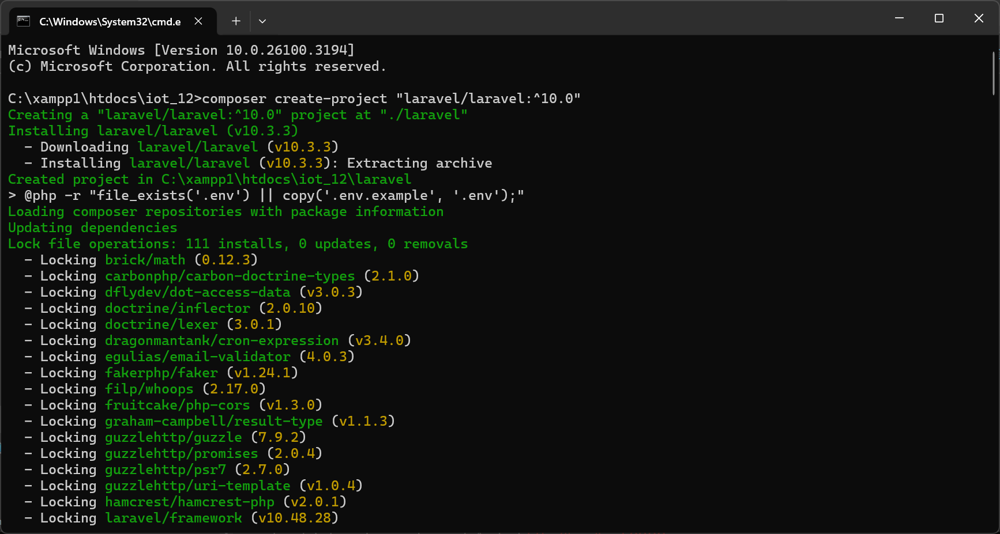 C:\Windows\System32\cmd.e
Microsoft Windows [Version 10.0.26100.3194]
(c) Microsoft Corporation. All rights reserved.
C:\xampp1\htdocs\iot_12>composer create-project "laravel/laravel:^10.0"
Creating a "laravel/laravel:^10.0" project at "./laravel"
Installing laravel/laravel (v10.3.3)
- Downloading laravel/laravel (v10.3.3)
- Installing laravel/laravel (v10.3.3): Extracting archive
Created project in C:\xampp1\htdocs\iot_12\laravel
> @php -r "file_exists('.env') || copy('.env.example', '.env');"
Loading composer repositories with package information
Updating dependencies
Lock file operations: 111 installs, 0 updates, 0 removals
- Locking brick/math (0.12.3)
- Locking carbonphp/carbon-doctrine-types (2.1.0)
- Locking dflydev/dot-access-data (v3.0.3)
- Locking doctrine/inflector (2.0.10)
- Locking doctrine/lexer (3.0.1)
- Locking dragonmantank/cron-expression (v3.4.0)
- Locking egulias/email-validator (4.0.3)
- Locking fakerphp/faker (v1.24.1)
- Locking filp/whoops (2.17.0)
- Locking fruitcake/php-cors (v1.3.0)
- Locking graham-campbell/result-type (v1.1.3)
- Locking guzzlehttp/guzzle (7.9.2)
- Locking guzzlehttp/promises (2.0.4)
- Locking guzzlehttp/psr7 (2.7.0)
- Locking guzzlehttp/uri-template (v1.0.4)
- Locking hamcrest/hamcrest-php (v2.0.1)
- Locking laravel/framework (v10.48.28)